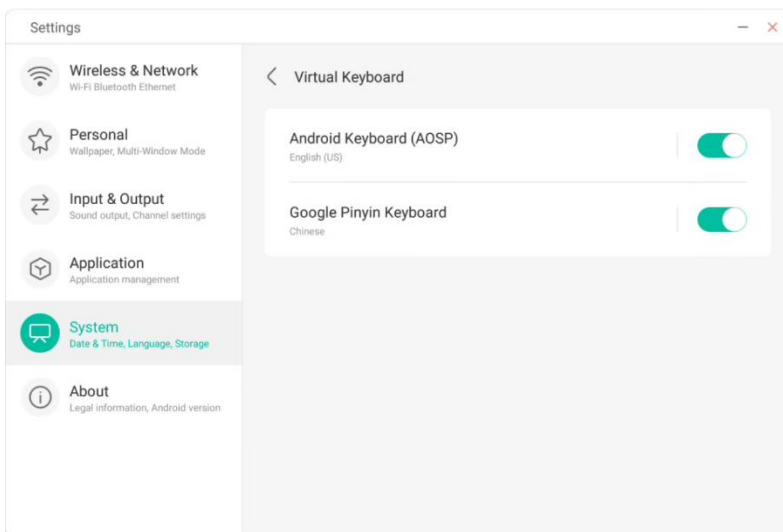 Settings
Wireless & Network
Wi-Fi Bluetooth Ethernet
Personal
Wallpaper, Multi-Window Mode
Input & Output
Sound output, Channel settings
Application
Application management
System
Date & Time, Language, Storage
About
Legal information, Android version
Virtual Keyboard
Android Keyboard (AOSP)
English (US)
Google Pinyin Keyboard
Chinese